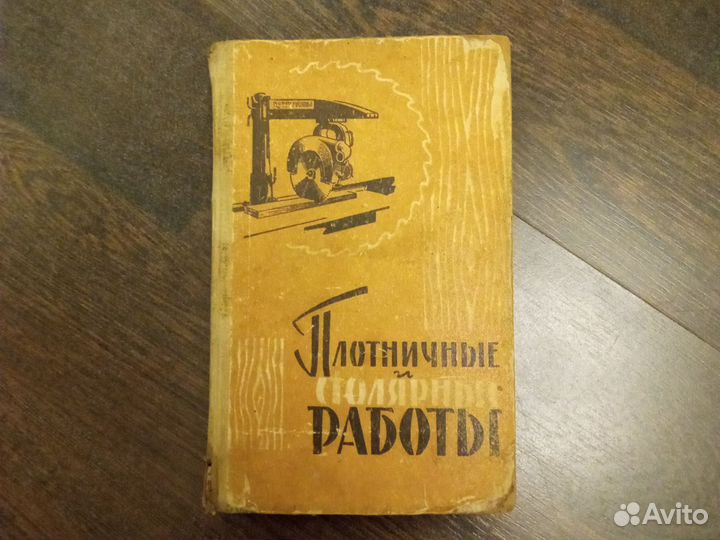 Плотничные
и
столярные
работы
Avito